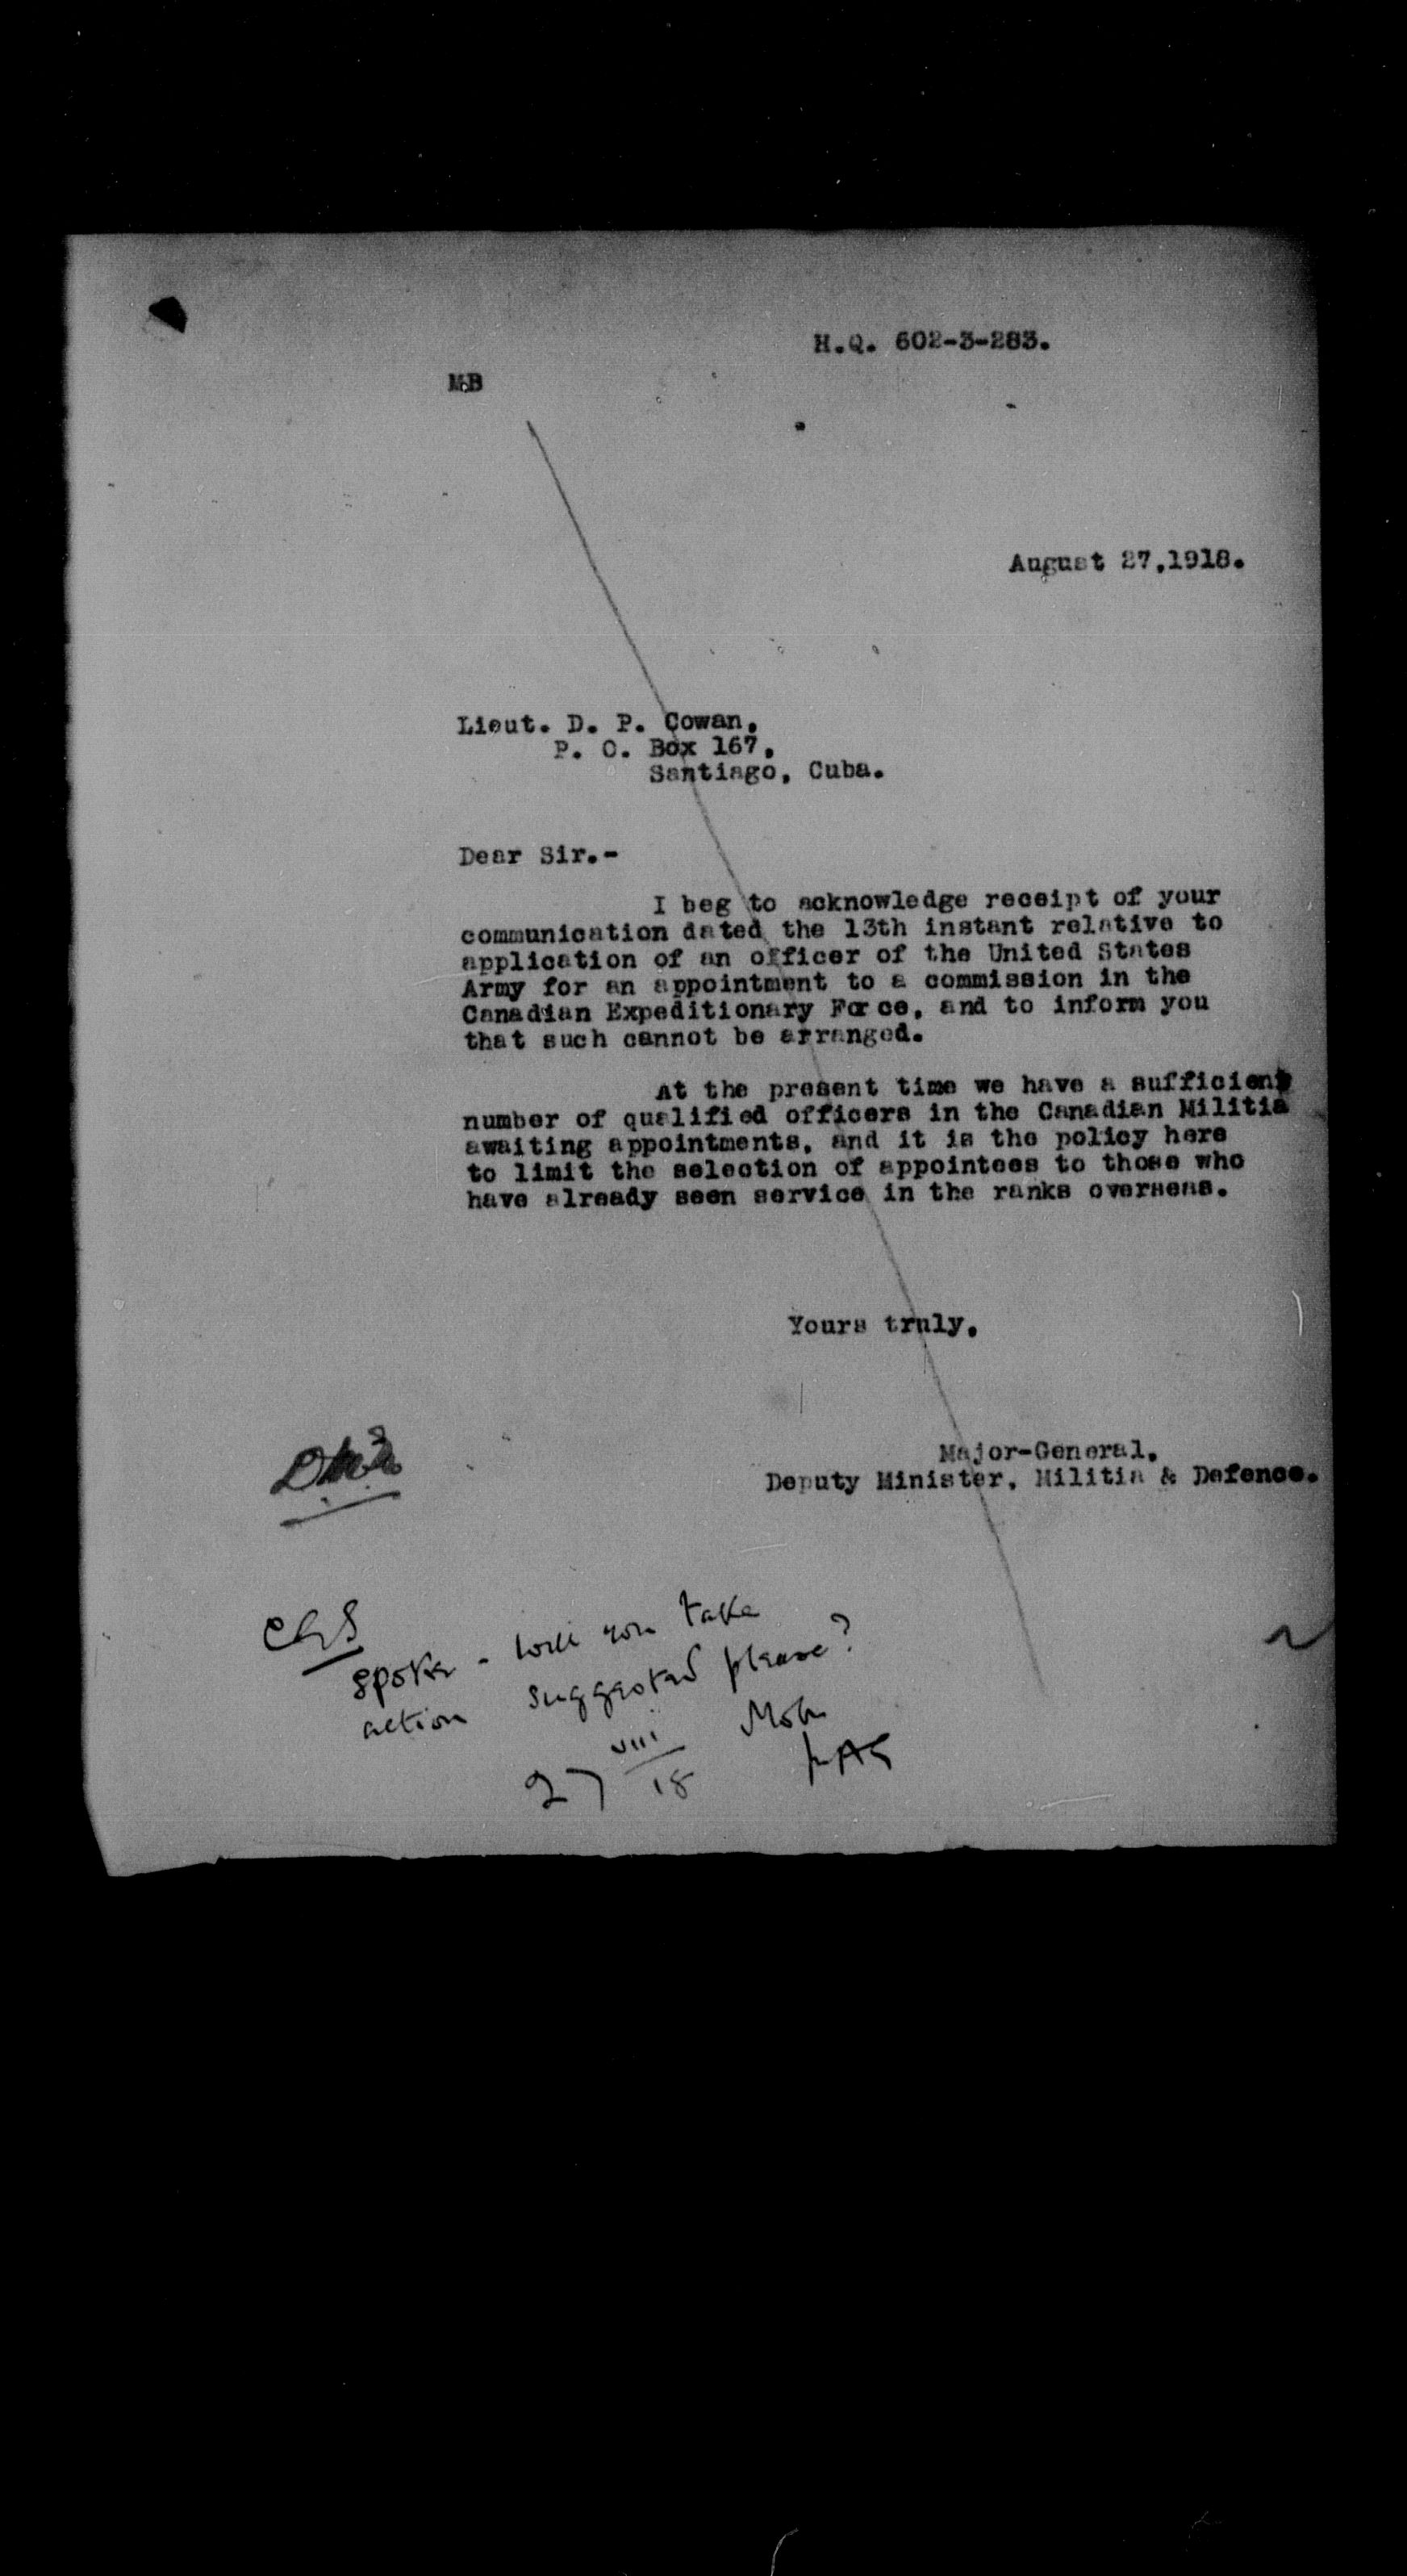 H.Q. 602-3-283.
MB
August 27,1918.
Lieut. D. P. Cowan,
P. O. Box 167,
Santiago, Cuba.
Dear Sir.-
I beg to acknowledge receipt of your
communication dated the 13th instant relative to
application of an officer of the United States
Army for an appointment to a commission in the
Canadian Expeditionary Force, and to inform you
that such cannot be arranged.
At the present time we have a sufficient
number of qualified officers in the Canadian Militia
awaiting appointments, and it is the policy here
to limit the selection of appointees to those who
have already seen service in the ranks overseas.
Yours truly,
Major-General,
Deputy Minister, Militia & Defence.
CGS
spoke - will you take
action suggested please?
27 viii 18